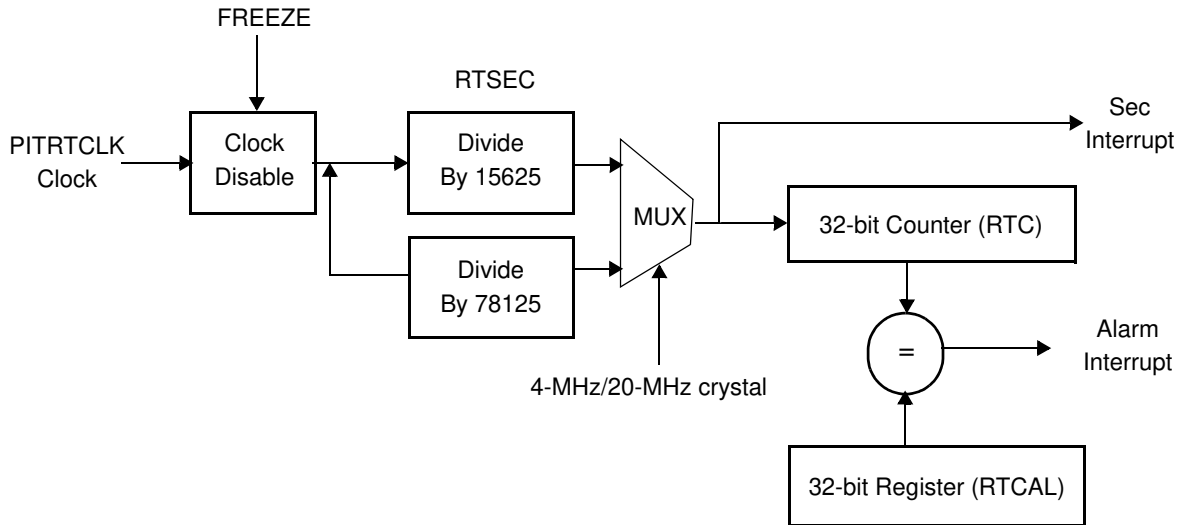 FREEZE
RTSEC
PITRTCLK
Clock
Clock
Disable
Divide
By 15625
Divide
By 78125
MUX
4-MHz/20-MHz crystal
Sec
Interrupt
32-bit Counter (RTC)
=
Alarm
Interrupt
32-bit Register (RTCAL)